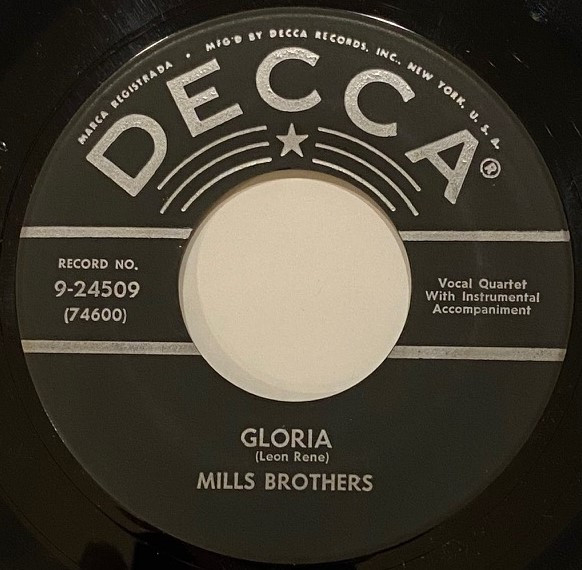 MARCA REGISTRADA • MFG'D BY DECCA RECORDS, INC., NEW YORK, U. S. A.
DECCA®
RECORD NO.
9-24509
(74600)
Vocal Quartet
With Instrumental
Accompaniment
GLORIA
(Leon Rene)
MILLS BROTHERS